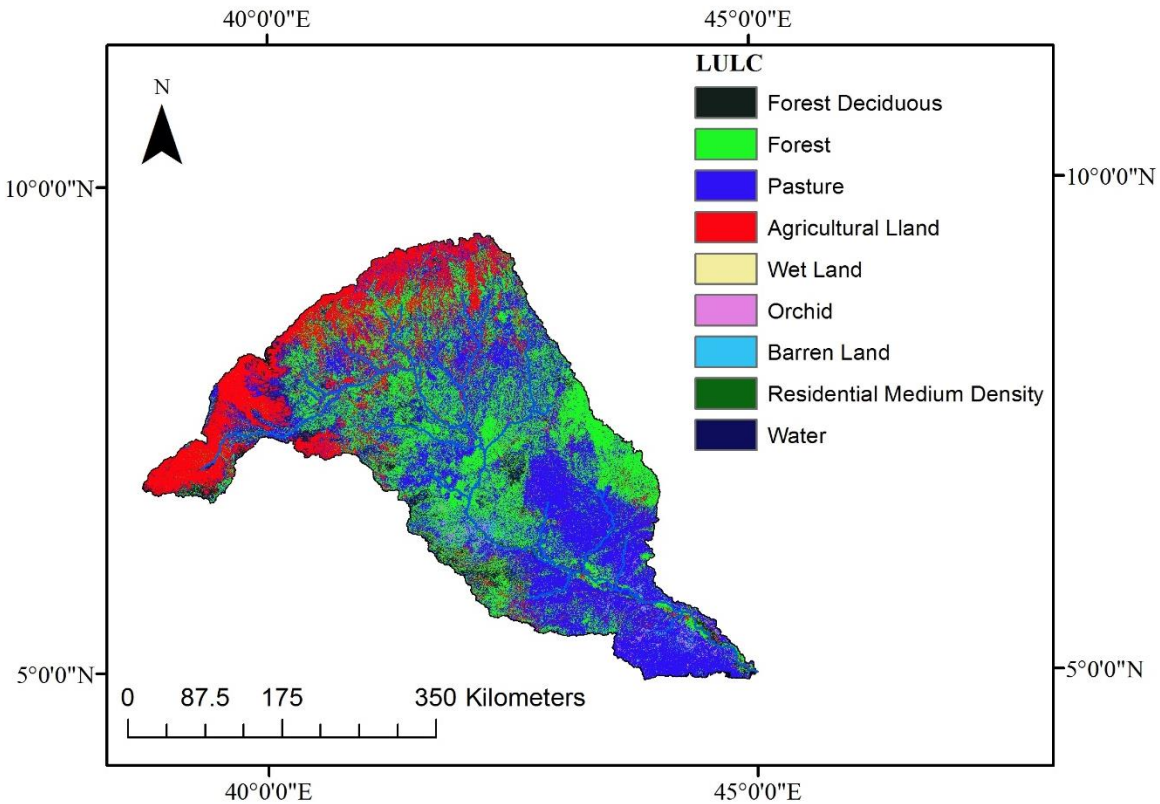 40°0'0"E 45°0'0"E
N
LULC
Forest Deciduous
Forest
Pasture
Agricultural Lland
Wet Land
Orchid
Barren Land
Residential Medium Density
Water
10°0'0"N 10°0'0"N
5°0'0"N 5°0'0"N
0 87.5 175 350 Kilometers
40°0'0"E 45°0'0"E